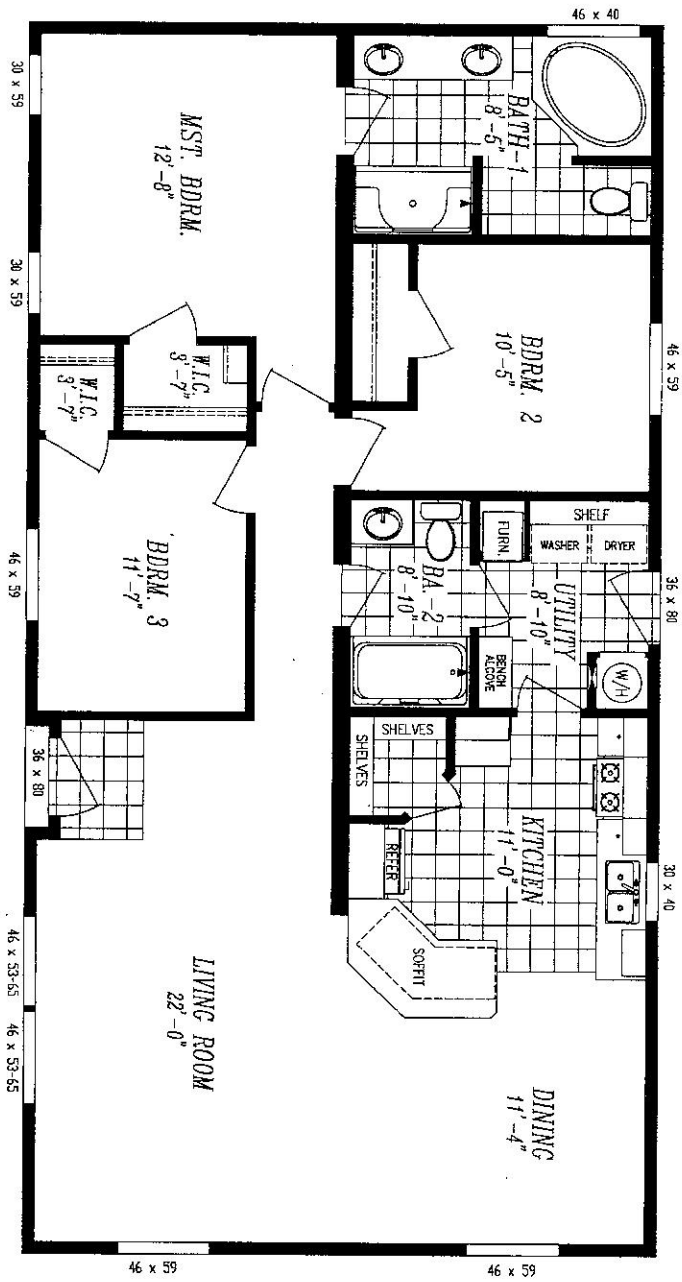 46 x 40
30 x 59
30 x 59
46 x 59
36 x 80
46 x 53-65
46 x 53-65
46 x 59
46 x 59
30 x 40
36 x 80
46 x 59
BATH-1
8'-5"
MST. BDRM.
12'-8"
BDRM. 2
10'-5"
W.I.C.
3'-7"
W.I.C.
3'-7"
BDRM. 3
11'-7"
BA.-2
8'-10"
FURN.
SHELF
WASHER
DRYER
UTILITY
8'-10"
BENCH
ALCOVE
W/H
SHELVES
SHELVES
KITCHEN
11'-0"
REFER
SOFFIT
LIVING ROOM
22'-0"
DINING
11'-4"